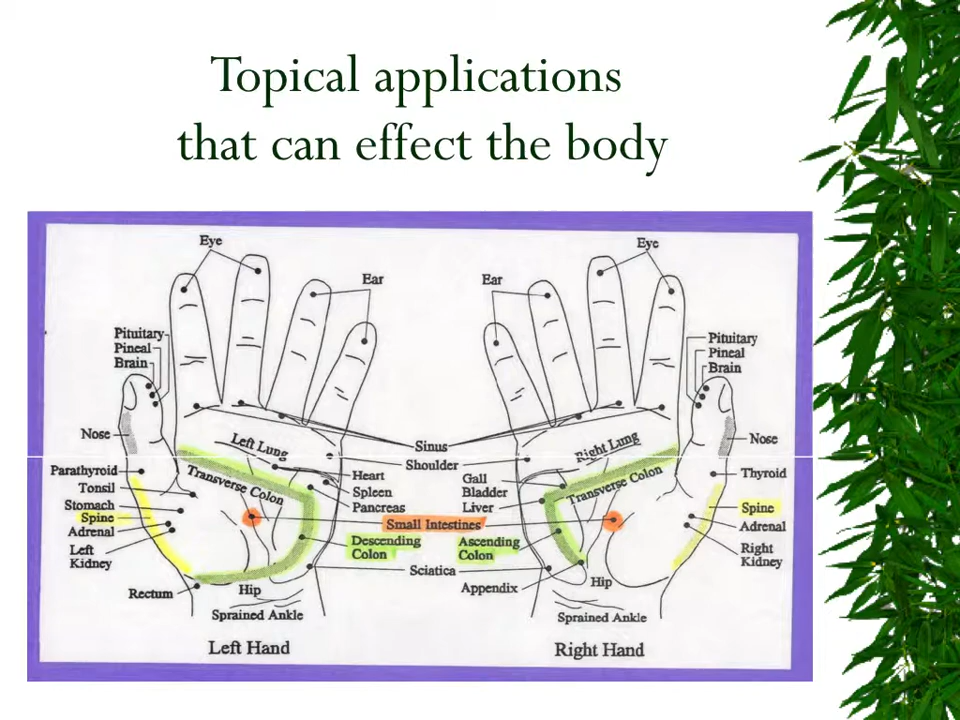 Topical applications
that can effect the body
Eye
Ear
Pituitary
Pineal
Brain
Nose
Left Lung
Parathyroid
Tonsil
Transverse Colon
Stomach
Spine
Adrenal
Left
Kidney
Rectum
Hip
Sprained Ankle
Left Hand
Heart
Spleen
Pancreas
Descending
Colon
Sinus
Shoulder
Small Intestines
Sciatica
Eye
Ear
Pituitary
Pineal
Brain
Nose
Right Lung
Gall
Bladder
Liver
Transverse Colon
Thyroid
Spine
Adrenal
Right
Kidney
Ascending
Colon
Appendix
Hip
Sprained Ankle
Right Hand